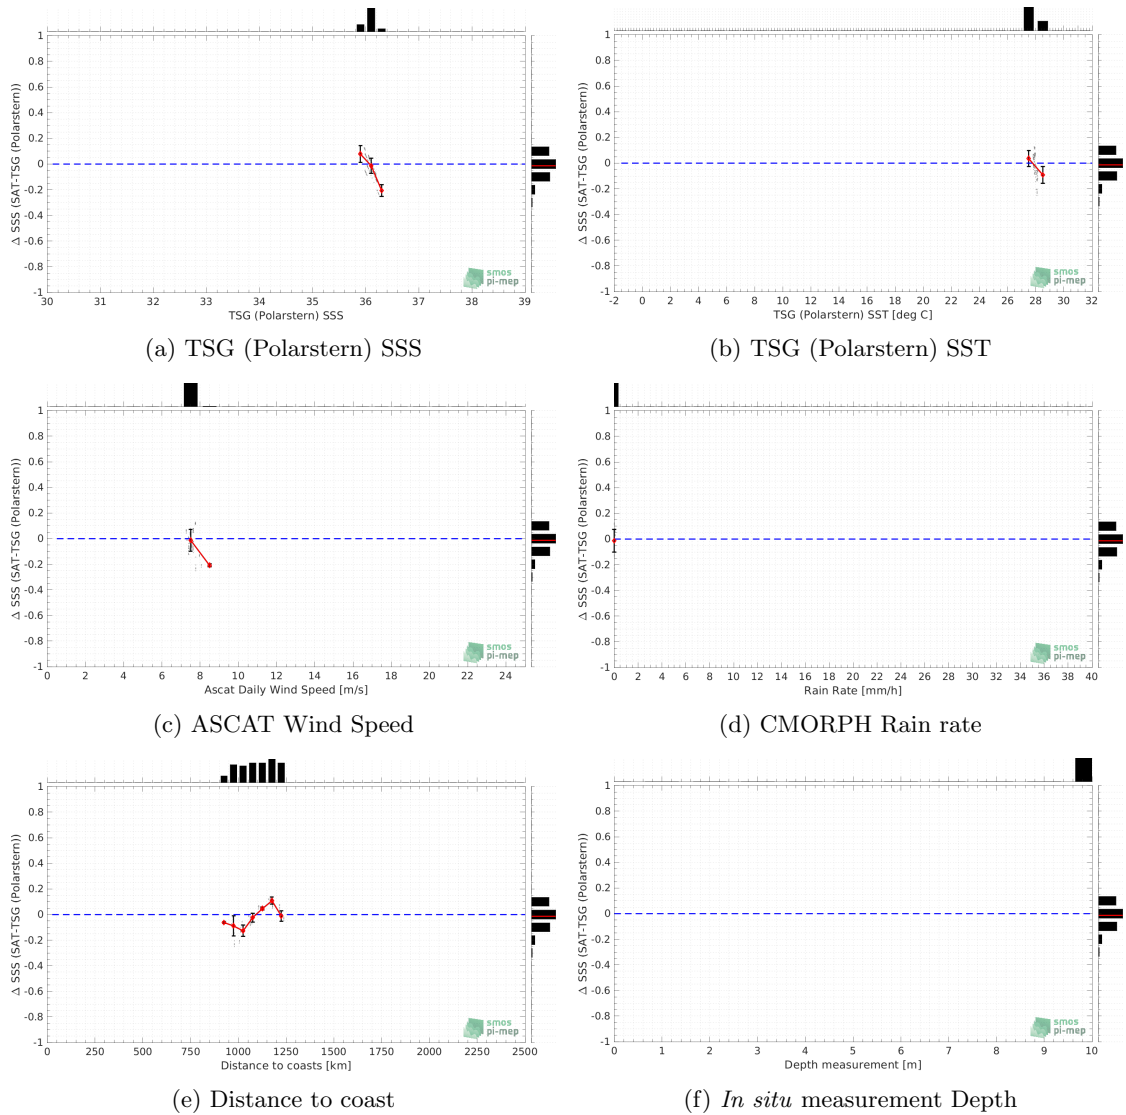 1
0.8
0.6
0.4
0.2
0
-0.2
-0.4
-0.6
-0.8
-1
Δ SSS (SAT-TSG (Polarstern))
30 31 32 33 34 35 36 37 38 39
TSG (Polarstern) SSS
smos
pi-mep
(a) TSG (Polarstern) SSS
1
0.8
0.6
0.4
0.2
0
-0.2
-0.4
-0.6
-0.8
-1
Δ SSS (SAT-TSG (Polarstern))
-2 0 2 4 6 8 10 12 14 16 18 20 22 24 26 28 30 32
TSG (Polarstern) SST [deg C]
smos
pi-mep
(b) TSG (Polarstern) SST
1
0.8
0.6
0.4
0.2
0
-0.2
-0.4
-0.6
-0.8
-1
Δ SSS (SAT-TSG (Polarstern))
0 2 4 6 8 10 12 14 16 18 20 22 24
Ascat Daily Wind Speed [m/s]
smos
pi-mep
(c) ASCAT Wind Speed
1
0.8
0.6
0.4
0.2
0
-0.2
-0.4
-0.6
-0.8
-1
Δ SSS (SAT-TSG (Polarstern))
0 2 4 6 8 10 12 14 16 18 20 22 24 26 28 30 32 34 36 38 40
Rain Rate [mm/h]
smos
pi-mep
(d) CMORPH Rain rate
1
0.8
0.6
0.4
0.2
0
-0.2
-0.4
-0.6
-0.8
-1
Δ SSS (SAT-TSG (Polarstern))
0 250 500 750 1000 1250 1500 1750 2000 2250 2500
Distance to coasts [km]
smos
pi-mep
(e) Distance to coast
1
0.8
0.6
0.4
0.2
0
-0.2
-0.4
-0.6
-0.8
-1
Δ SSS (SAT-TSG (Polarstern))
0 1 2 3 4 5 6 7 8 9 10
Depth measurement [m]
smos
pi-mep
(f) In situ measurement Depth